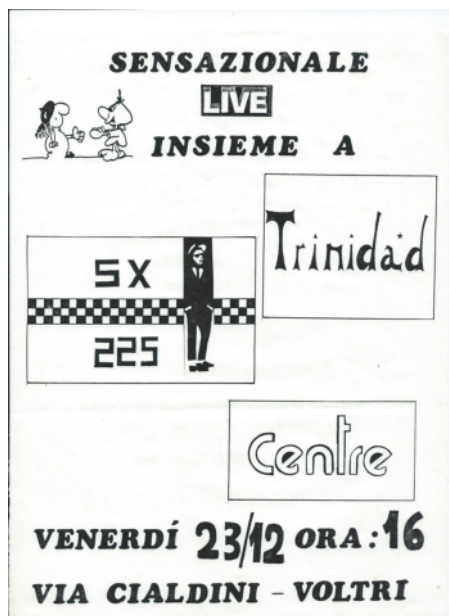 SENSAZIONALE
LIVE
INSIEME A
Trinidad
SX
225
Centre
VENERDÍ 23/12 ORA: 16
VIA CIALDINI - VOLTRI